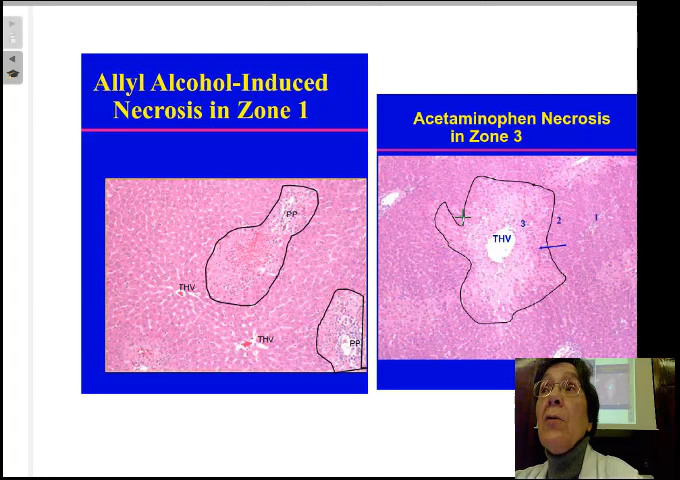 Allyl Alcohol-Induced
Necrosis in Zone 1
PP
THV
THV
PP
Acetaminophen Necrosis
in Zone 3
3
2
1
THV